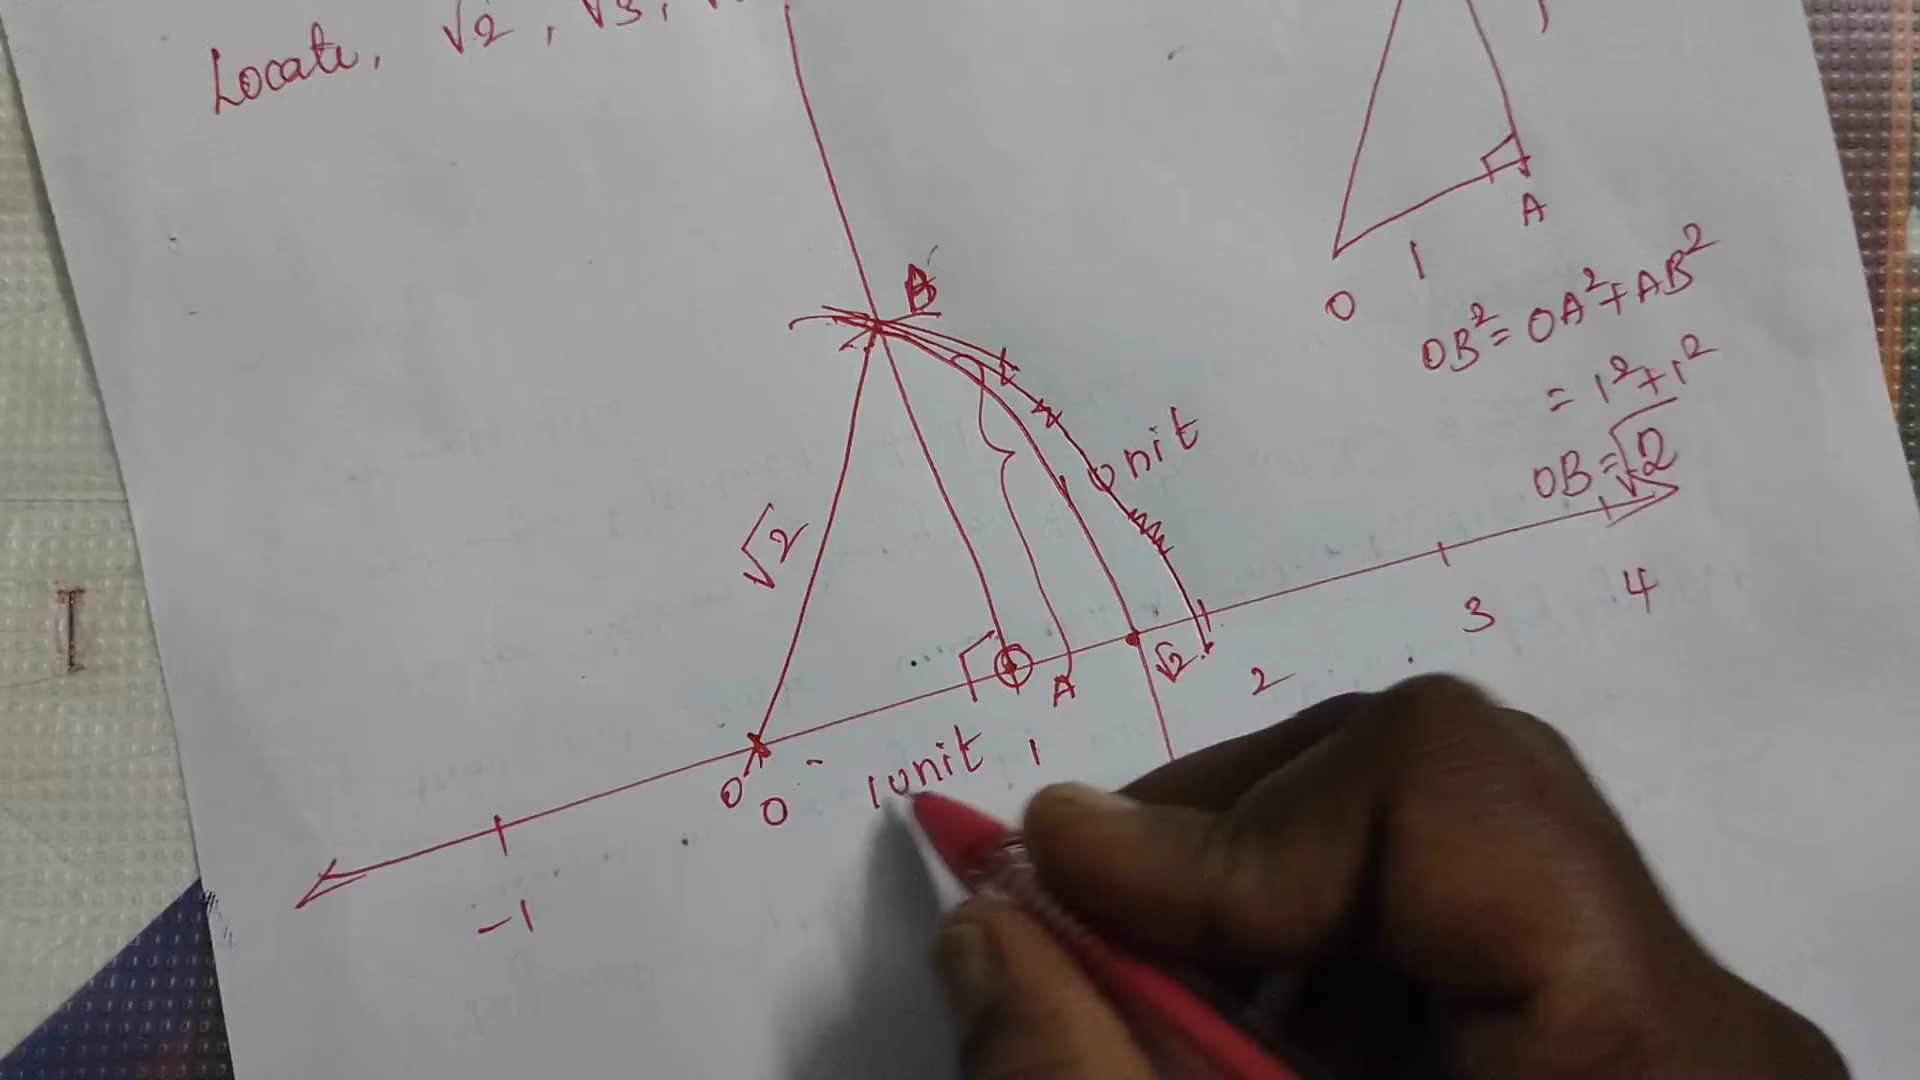 Locate, √2, √3,
A
O 1
OB² = OA² + AB²
= 1² + 1²
OB = √2
B
unit
√2
A √2
-1 O 0 1unit 1 2 3 4